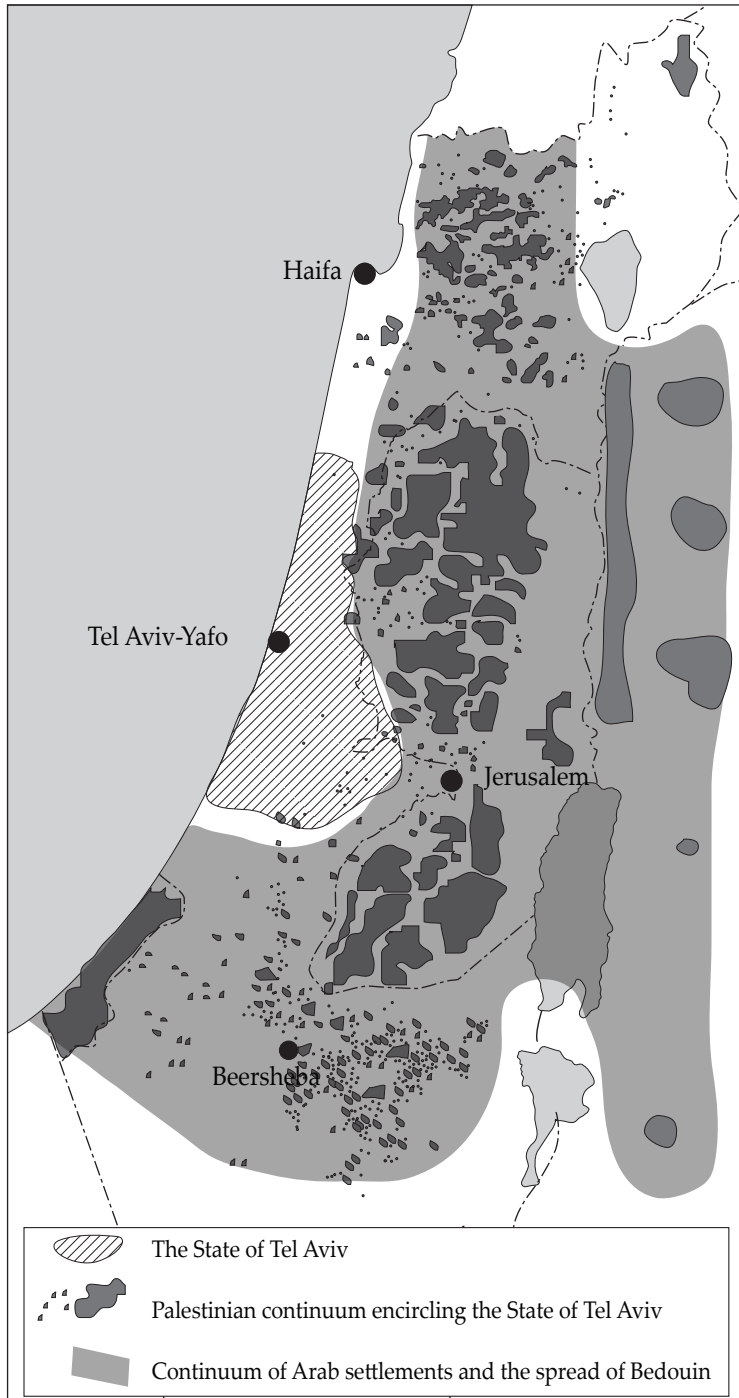 Haifa
Tel Aviv-Yafo
Jerusalem
Beersheba
The State of Tel Aviv
Palestinian continuum encircling the State of Tel Aviv
Continuum of Arab settlements and the spread of Bedouin